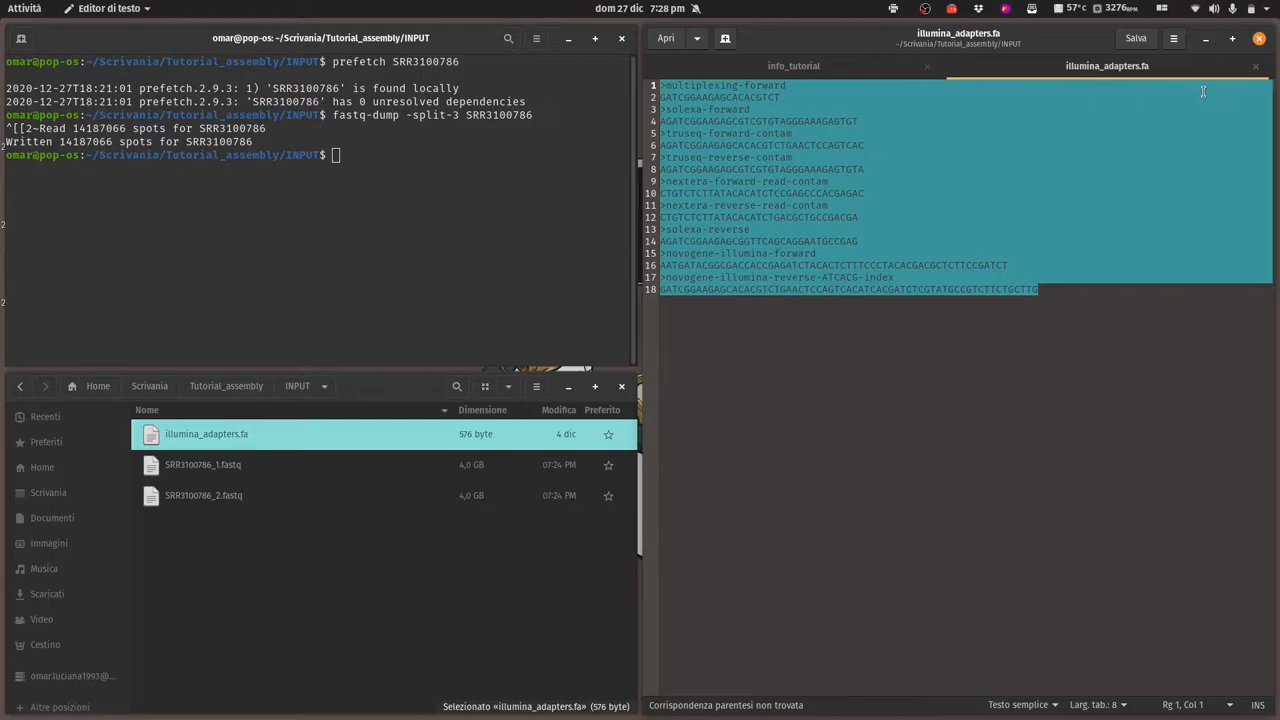 Attività
Editor di testo
dom 27 dic 7:28 PM
57°c
3276RPM
omar@pop-os: ~/Scrivania/Tutorial_assembly/INPUT
omar@pop-os:~/Scrivania/Tutorial_assembly/INPUT$ prefetch SRR3100786
2020-12-27T18:21:01 prefetch.2.9.3: 1) 'SRR3100786' is found locally
2020-12-27T18:21:01 prefetch.2.9.3: 'SRR3100786' has 0 unresolved dependencies
omar@pop-os:~/Scrivania/Tutorial_assembly/INPUT$ fastq-dump -split-3 SRR3100786
^[[2~Read 14187066 spots for SRR3100786
Written 14187066 spots for SRR3100786
omar@pop-os:~/Scrivania/Tutorial_assembly/INPUT$
Home
Scrivania
Tutorial_assembly
INPUT
Nome
Dimensione
Modifica
Preferito
Recenti
Preferiti
Home
Scrivania
Documenti
Immagini
Musica
Scaricati
Video
Cestino
omar.luciana1993@...
Altre posizioni
illumina_adapters.fa 576 byte 4 dic
SRR3100786_1.fastq 4,0 GB 07:24 PM
SRR3100786_2.fastq 4,0 GB 07:24 PM
Selezionato «illumina_adapters.fa» (576 byte)
Apri
illumina_adapters.fa
~/Scrivania/Tutorial_assembly/INPUT
Salva
info_tutorial
illumina_adapters.fa
1 >multiplexing-forward
2 GATCGGAAGAGCACACGTCT
3 >solexa-forward
4 AGATCGGAAGAGCGTCGTGTAGGGAAAGAGTGT
5 >truseq-forward-contam
6 AGATCGGAAGAGCACACGTCTGAACTCCAGTCAC
7 >truseq-reverse-contam
8 AGATCGGAAGAGCGTCGTGTAGGGAAAGAGTGTA
9 >nextera-forward-read-contam
10 CTGTCTCTTATACACATCTCCGAGCCCACGAGAC
11 >nextera-reverse-read-contam
12 CTGTCTCTTATACACATCTGACGCTGCCGACGA
13 >solexa-reverse
14 AGATCGGAAGAGCGGTTCAGCAGGAATGCCGAG
15 >novogene-illumina-forward
16 AATGATACGGCGACCACCGAGATCTACACTCTTTCCCTACACGACGCTCTTCCGATCT
17 >novogene-illumina-reverse-ATCACG-index
18 GATCGGAAGAGCACACGTCTGAACTCCAGTCACATCACGATCTCGTATGCCGTCTTCTGCTTG
Corrispondenza parentesi non trovata
Testo semplice
Larg. tab.: 8
Rg 1, Col 1
INS